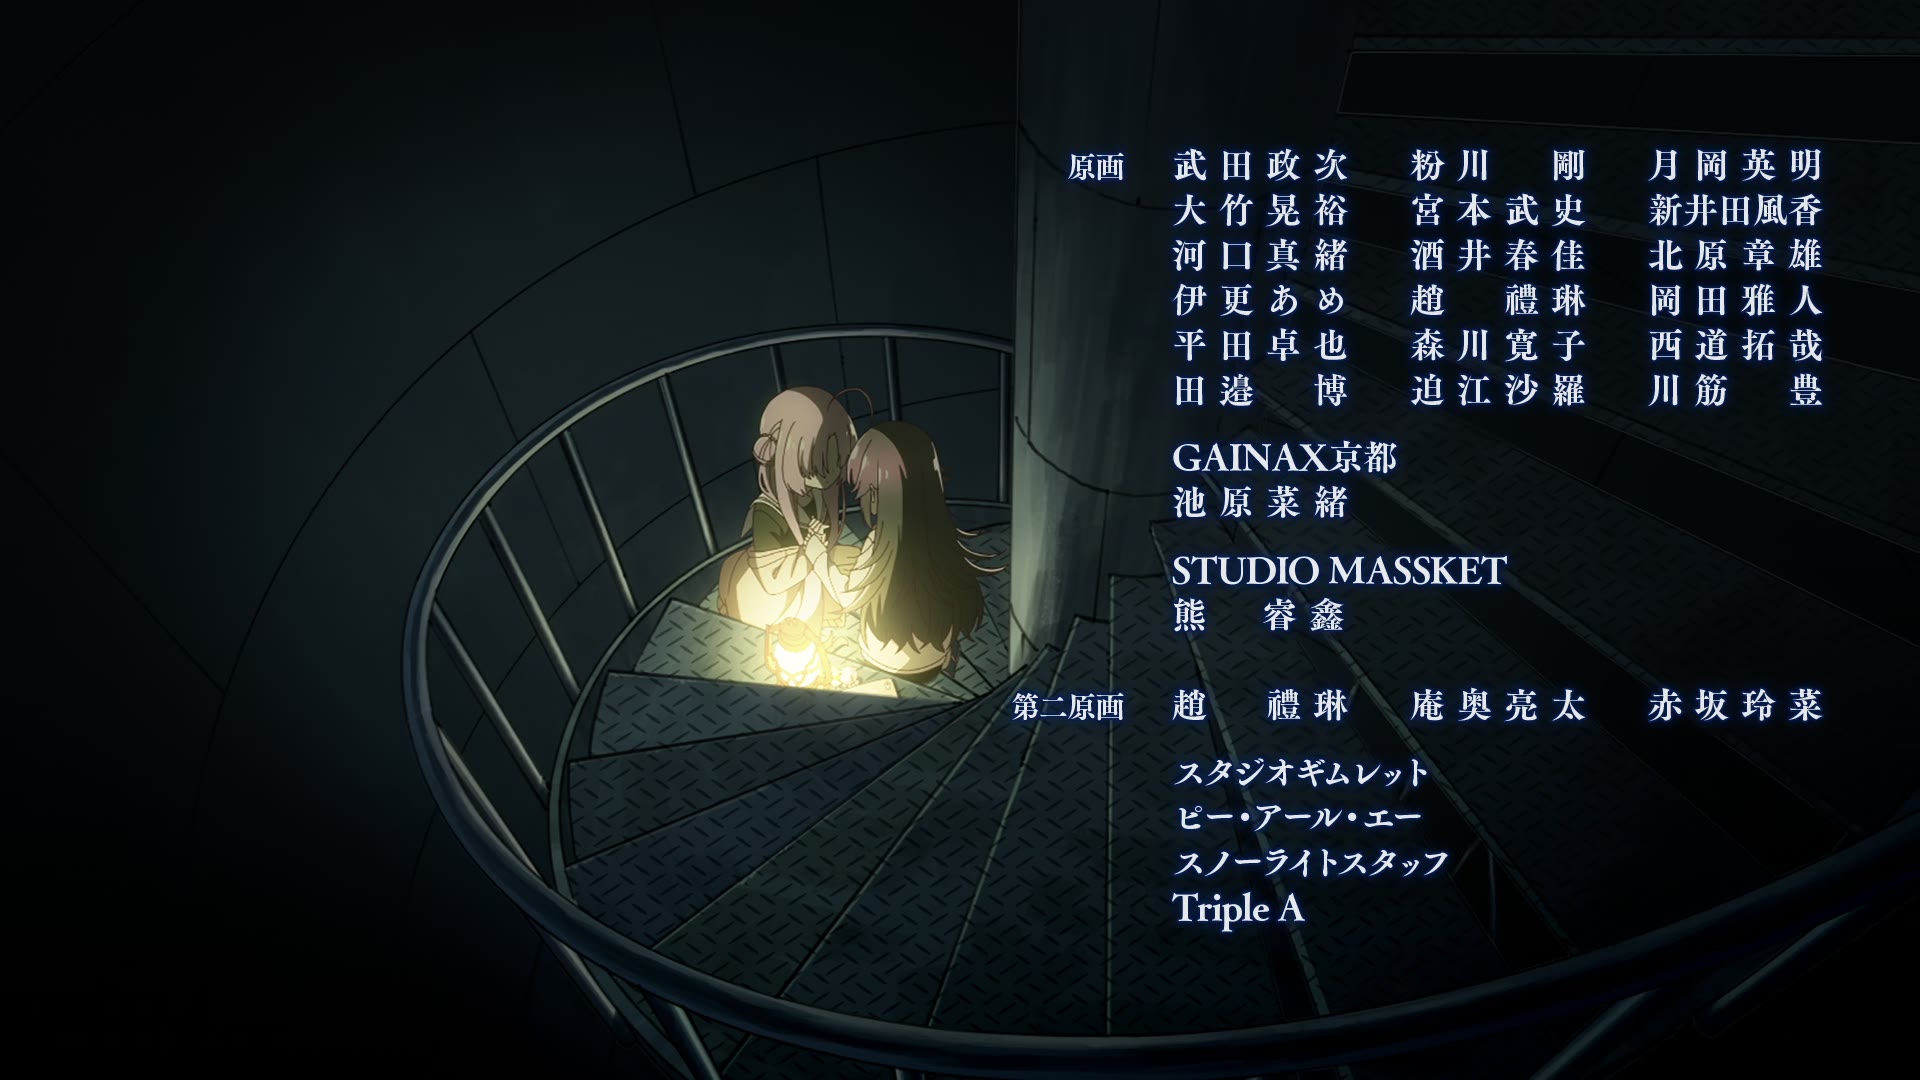 原画 武田政次 粉川 剛 月岡英明
大竹晃裕 宮本武史 新井田風香
河口真緒 酒井春佳 北原章雄
伊更あめ 趙 禮琳 岡田雅人
平田卓也 森川寛子 西道拓哉
田邉 博 迫江沙羅 川筋 豊
GAINAX京都
池原菜緒
STUDIO MASSKET
熊 睿鑫
第二原画 趙 禮琳 庵奥亮太 赤坂玲菜
スタジオギムレット
ピー・アール・エー
スノーライトスタッフ
Triple A